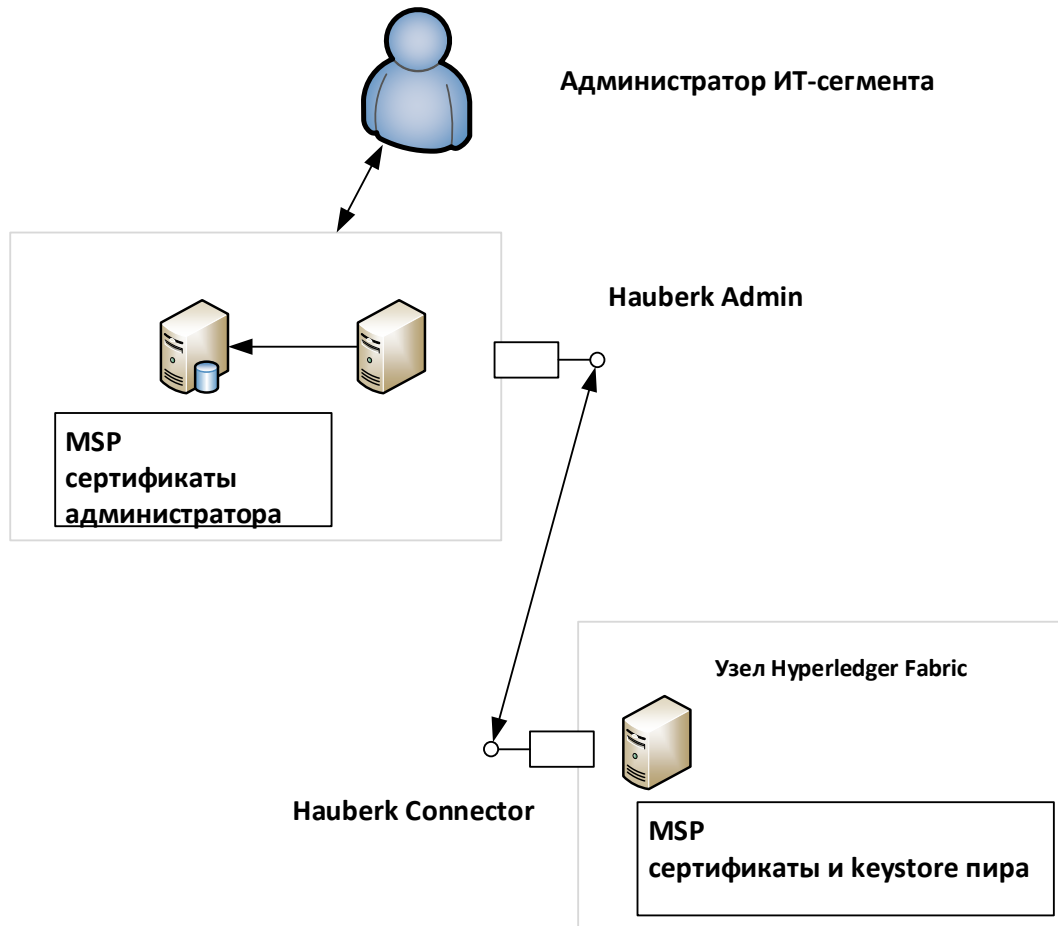 Администратор ИТ-сегмента
Hauberk Admin
MSP
сертификаты
администратора
Узел Hyperledger Fabric
Hauberk Connector
MSP
сертификаты и keystore пира